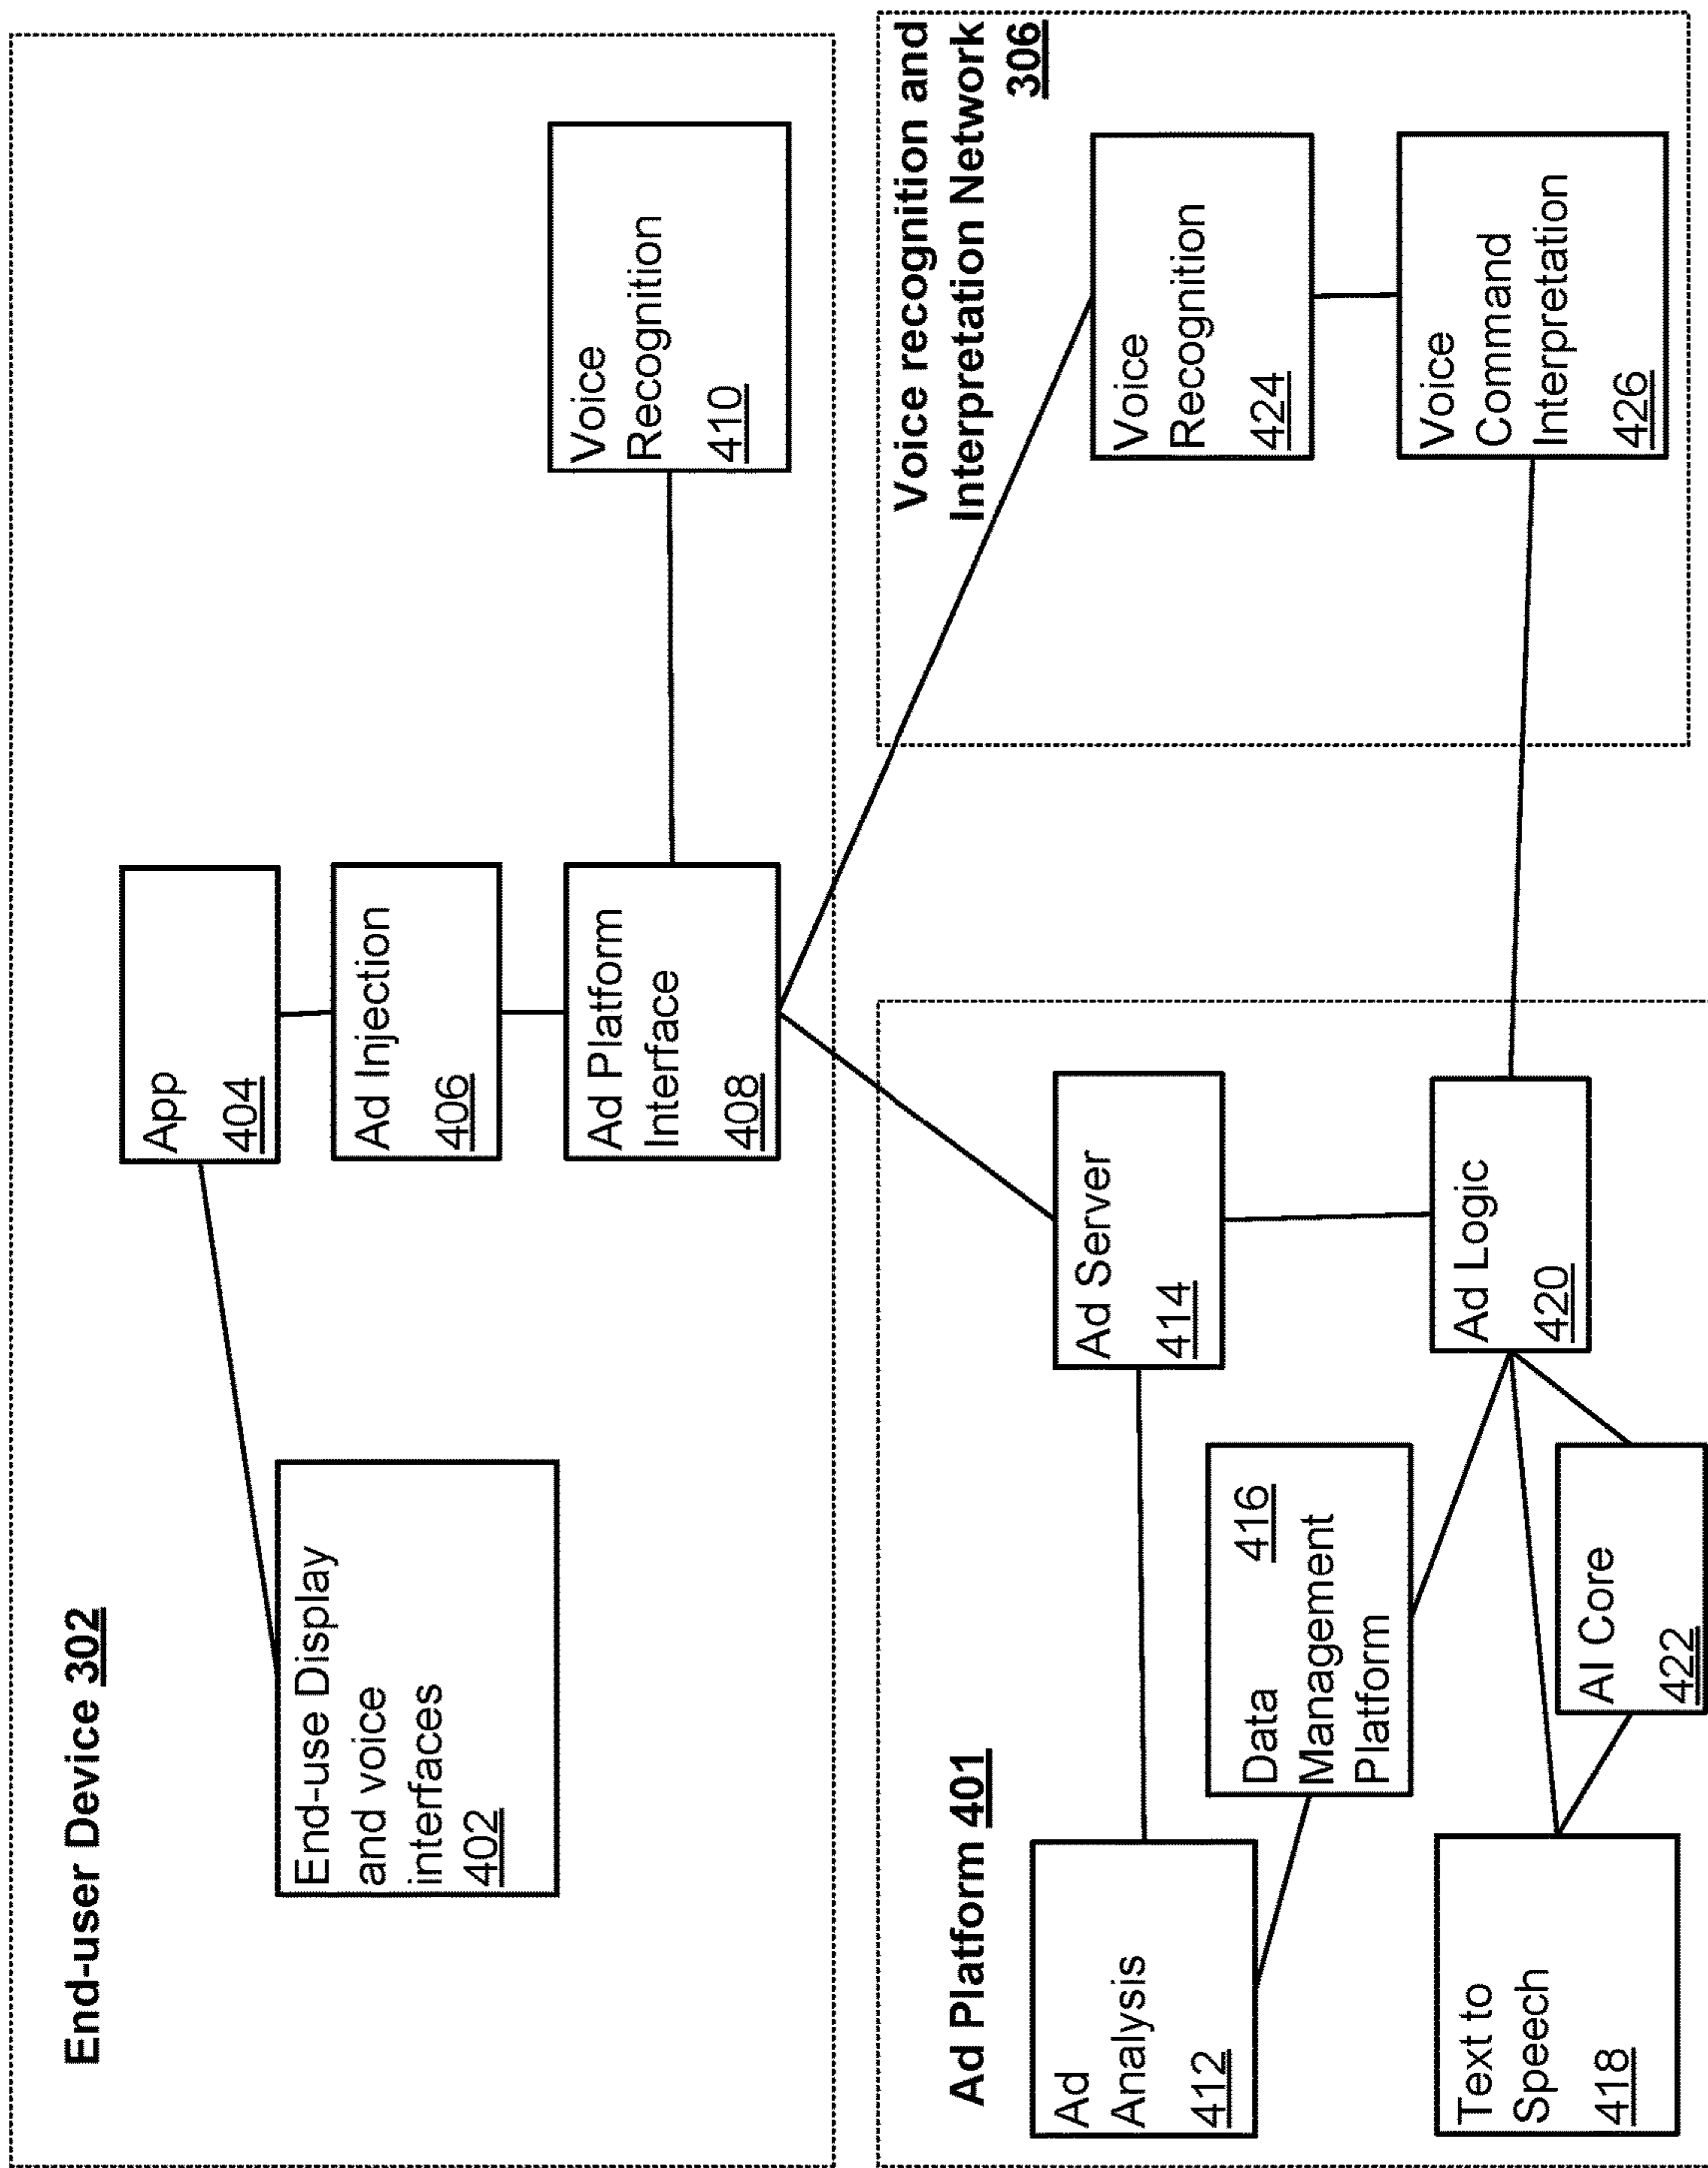 End-user Device 302
End-use Display
and voice
interfaces
402
App
404
Ad Injection
406
Ad Platform
Interface
408
Voice
Recognition
410
Ad Platform 401
Ad
Analysis
412
Ad Server
414
Data 416
Management
Platform
Text to
Speech
418
Ad Logic
420
AI Core
422
Voice recognition and
Interpretation Network
306
Voice
Recognition
424
Voice
Command
Interpretation
426